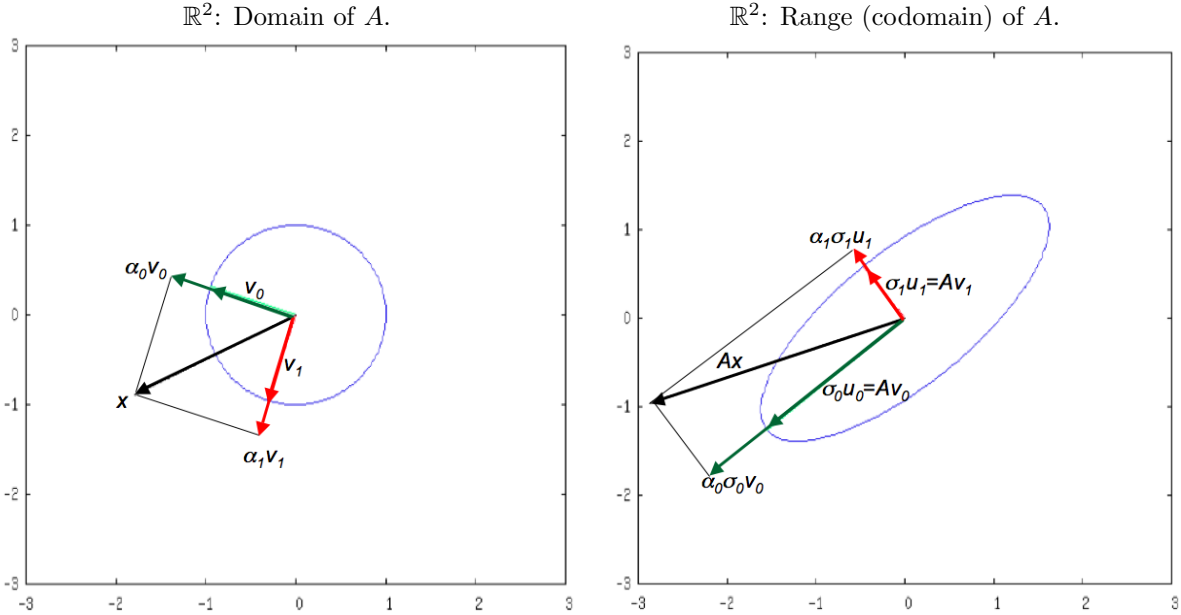 ℝ²: Domain of A.
3
2
1
0
-1
-2
-3
-3 -2 -1 0 1 2 3
α₀v₀
v₀
v₁
x
α₁v₁
ℝ²: Range (codomain) of A.
3
2
1
0
-1
-2
-3
-3 -2 -1 0 1 2 3
α₁σ₁u₁
σ₁u₁=Av₁
Ax
σ₀u₀=Av₀
α₀σ₀v₀